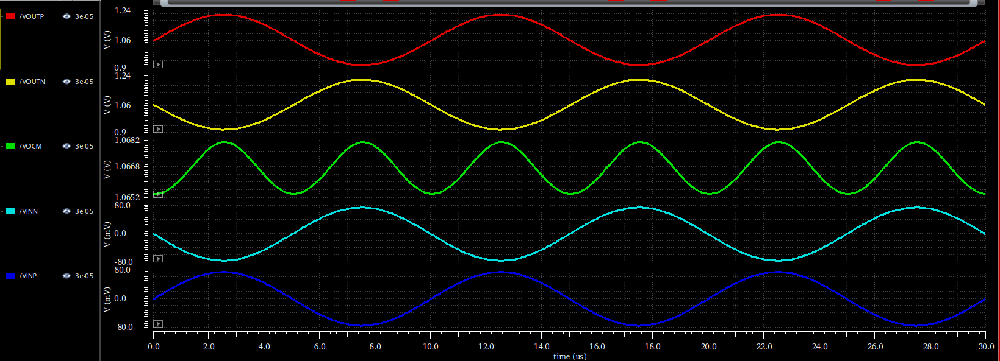 /VOUTP 3e-05
1.24
V (V)
1.06
0.9
/VOUTN 3e-05
1.24
V (V)
1.06
0.9
/VOCM 3e-05
1.0682
V (V)
1.0668
1.0652
/VINN 3e-05
80.0
V (mV)
0.0
-80.0
/VINP 3e-05
80.0
V (mV)
0.0
-80.0
0.0 2.0 4.0 6.0 8.0 10.0 12.0 14.0 16.0 18.0 20.0 22.0 24.0 26.0 28.0 30.0
time (us)